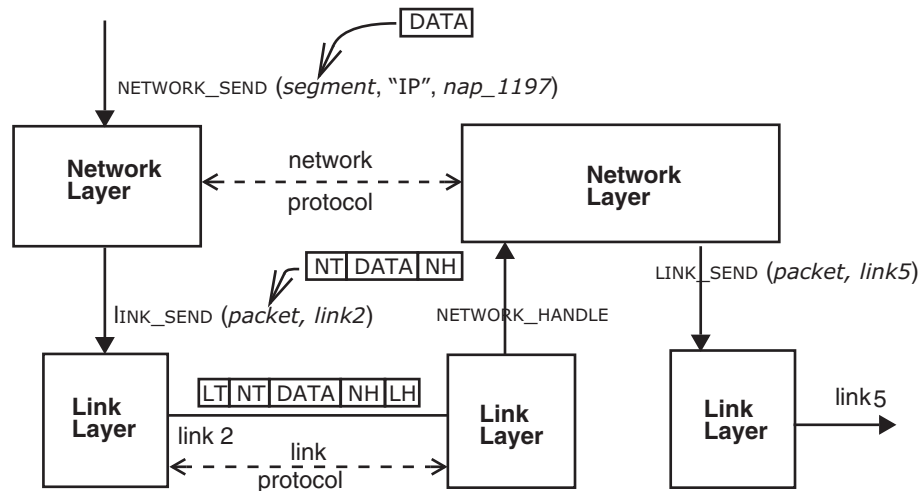 DATA
NETWORK_SEND (segment, “IP”, nap_1197)
Network
Layer
network
protocol
Network
Layer
NT DATA NH
lINK_SEND (packet, link2)
NETWORK_HANDLE
LINK_SEND (packet, link5)
LT NT DATA NH LH
Link
Layer
link 2
link
protocol
Link
Layer
Link
Layer
link5